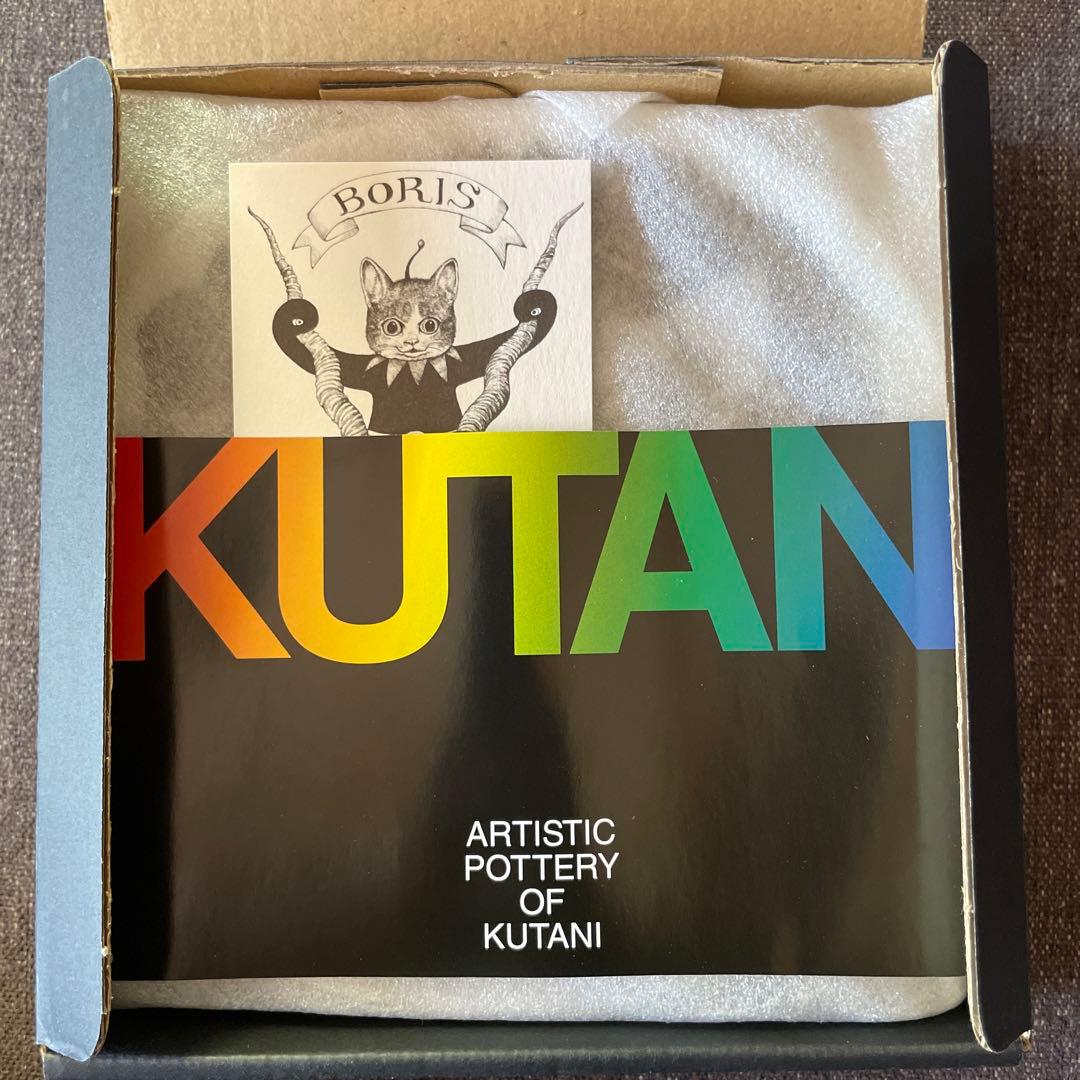 BORIS
KUTAN
ARTISTIC
POTTERY
OF
KUTANI